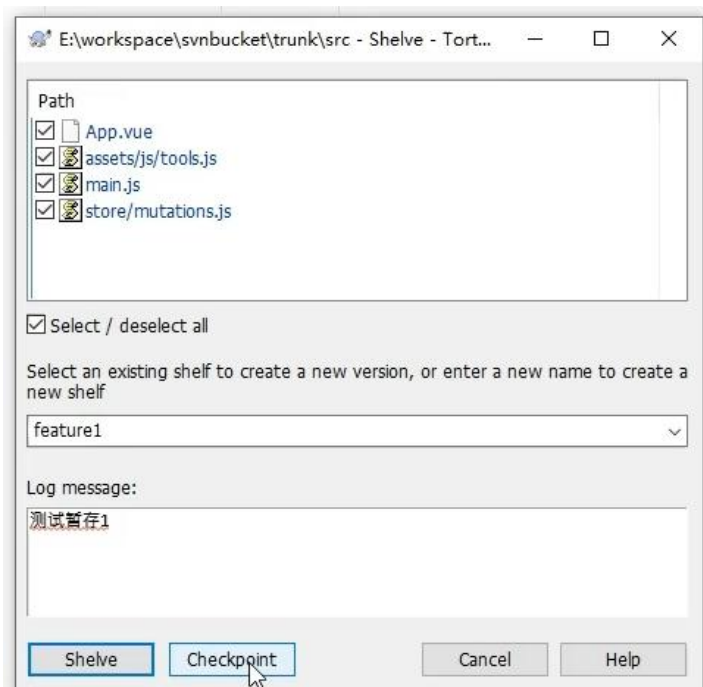 E:\workspace\svnbucket\trunk\src - Shelve - Tort...
Path
App.vue
assets/js/tools.js
main.js
store/mutations.js
Select / deselect all
Select an existing shelf to create a new version, or enter a new name to create a
new shelf
feature1
Log message:
测试暂存1
Shelve
Checkpoint
Cancel
Help